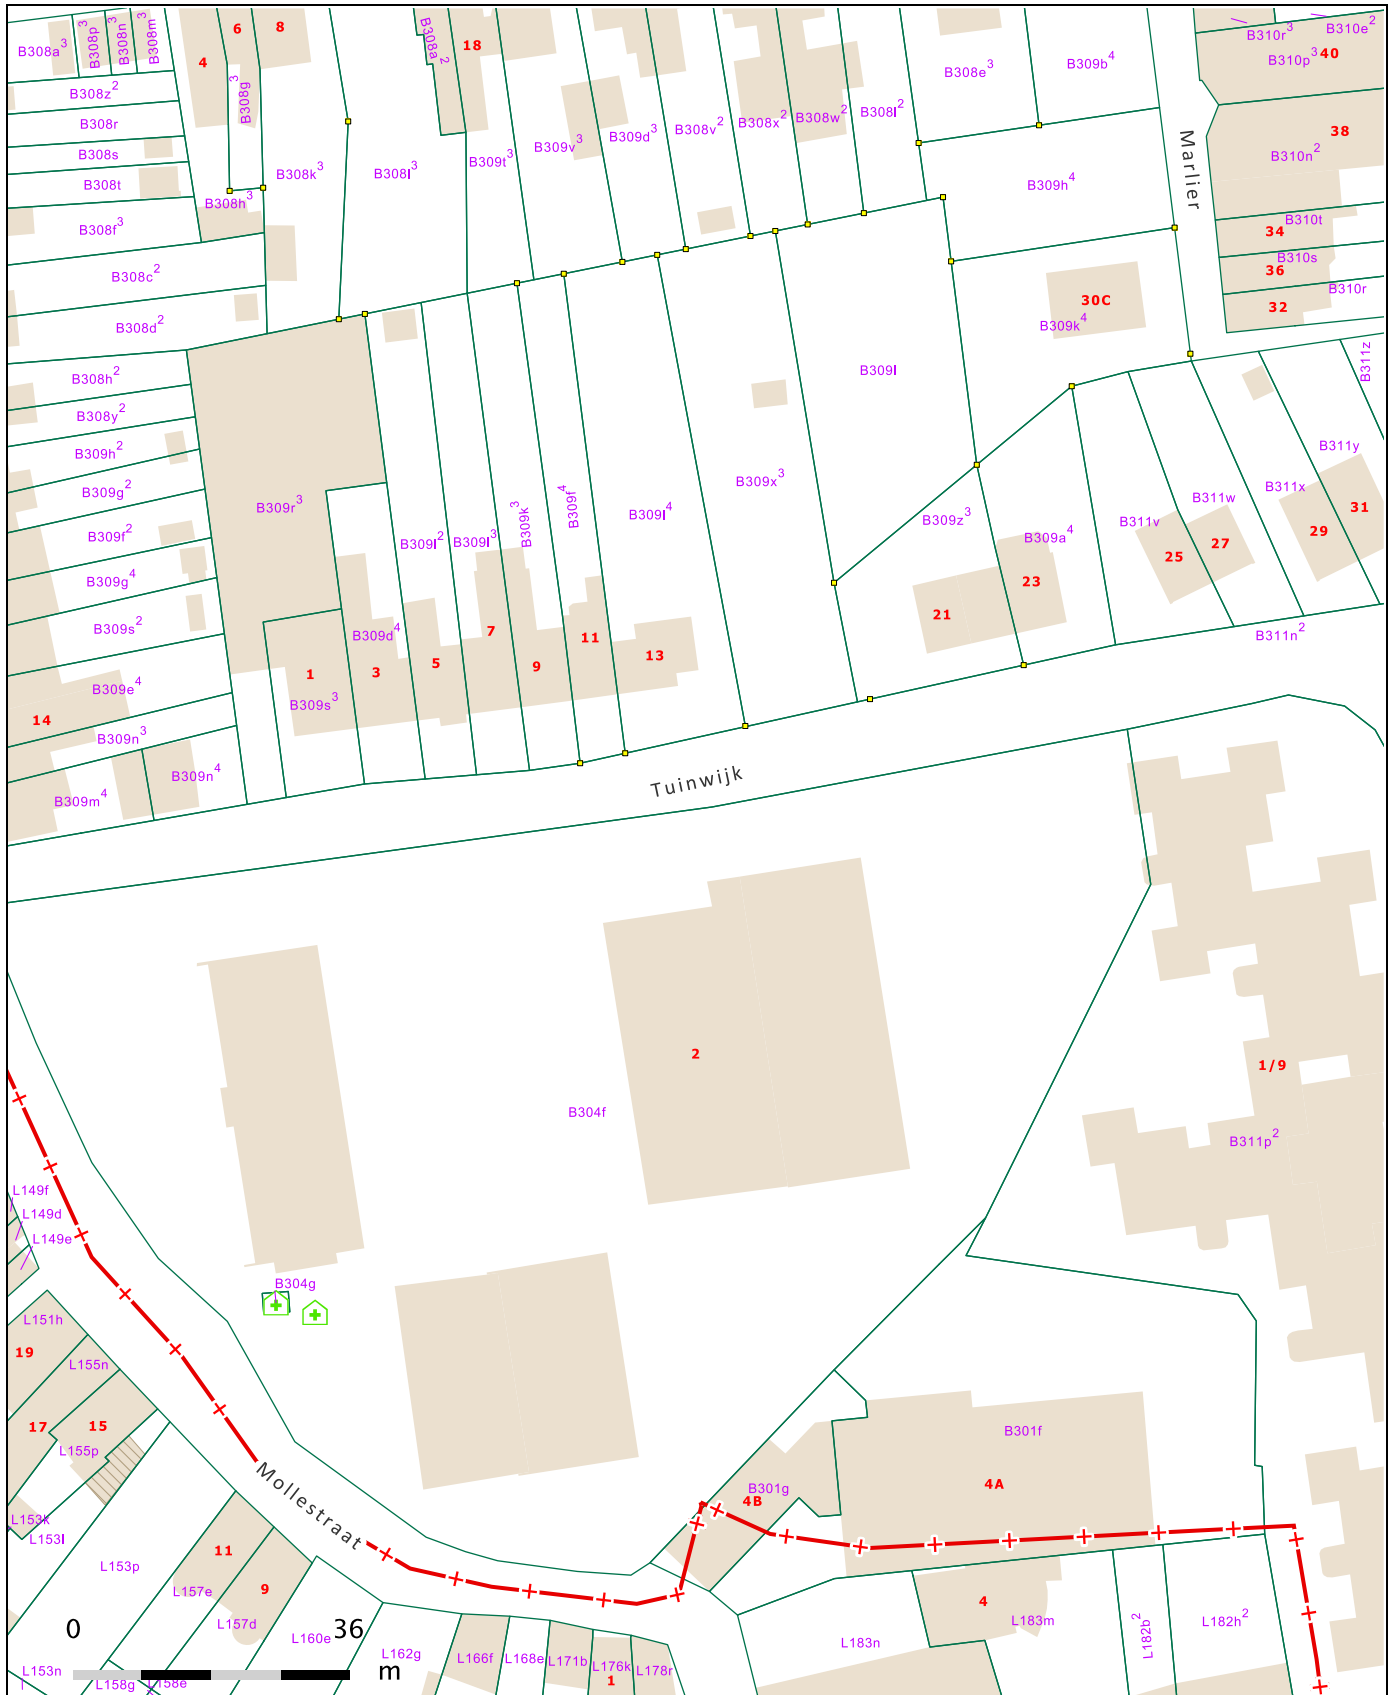 B308a³
B308p³
B308n³
B308m³
4
6
8
B308g³
B308a²
18
B308e³
B309b⁴
B310r³
B310e²
B310p³
40
B308z²
B308r
B308s
B308t
B308f³
B308c²
B308d²
B308h³
B308k³
B308l³
B309t³
B309v³
B309d³
B308v²
B308x²
B308w²
B308l²
B309h⁴
Marlier
38
B310n²
B310t
34
B310s
36
B310r
32
30C
B309k⁴
B311z
B308h²
B308y²
B309h²
B309g²
B309f²
B309g⁴
B309s²
B309e⁴
14
B309n³
B309n⁴
B309m⁴
B309r³
B309l²
B309l³
B309k³
B309f⁴
B309l⁴
B309x³
B309l
B309z³
B309a⁴
B311v
B311w
B311x
B311y
31
29
27
25
23
21
B309d⁴
1
B309s³
3
5
7
9
11
13
B311n²
Tuinwijk
2
B304f
1/9
B311p²
L149f
L149d
L149e
B304g
L151h
19
L155n
17
15
L155p
L153k
L153l
L153p
Mollestraat
B301f
4A
B301g
4B
11
L157e
9
L157d
L160e
L162g
L166f
L168e
L171b
L176k
1
L178r
L183n
4
L183m
L182b²
L182h²
L153n
L158g
L158e
0
36
m